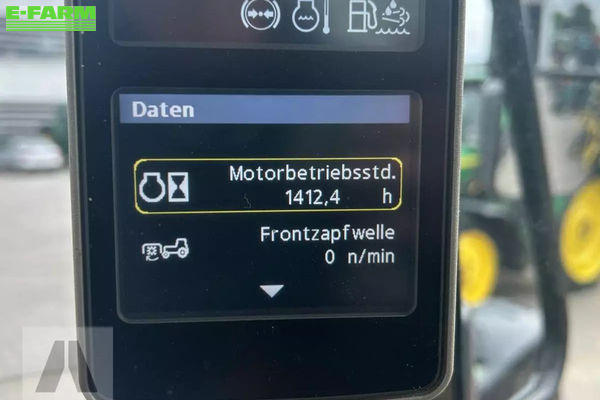 E-FARM
Daten
Motorbetriebsstd.
1412,4 h
Frontzapfwelle
0 n/min